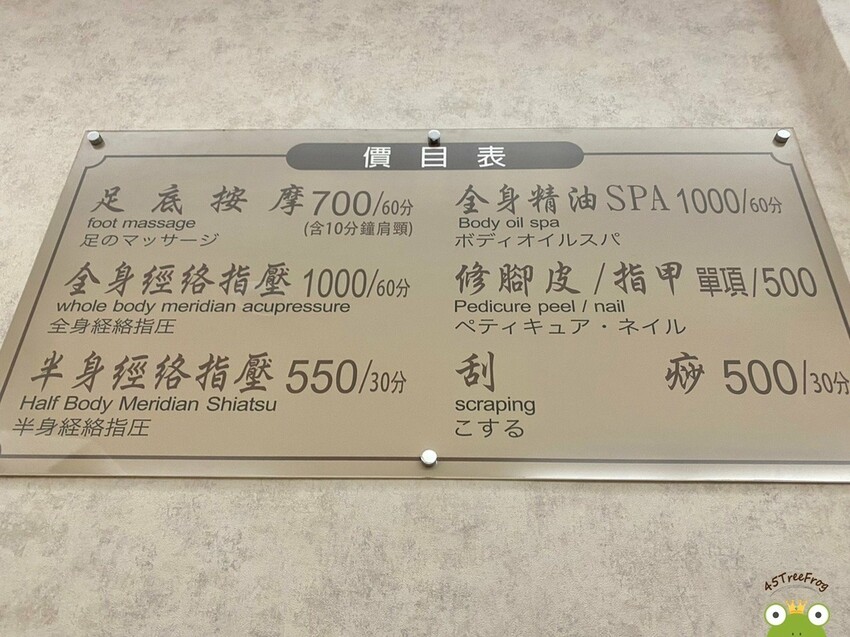 價目表
足底按摩 700/60分
foot massage (含10分鐘肩頸)
足のマッサージ
全身經絡指壓 1000/60分
whole body meridian acupressure
全身経絡指圧
半身經絡指壓 550/30分
Half Body Meridian Shiatsu
半身経絡指圧
全身精油SPA 1000/60分
Body oil spa
ボディオイルスパ
修腳皮/指甲 單項/500
Pedicure peel / nail
ペティキュア・ネイル
刮痧 500/30分
scraping
こする
45TreeFrog